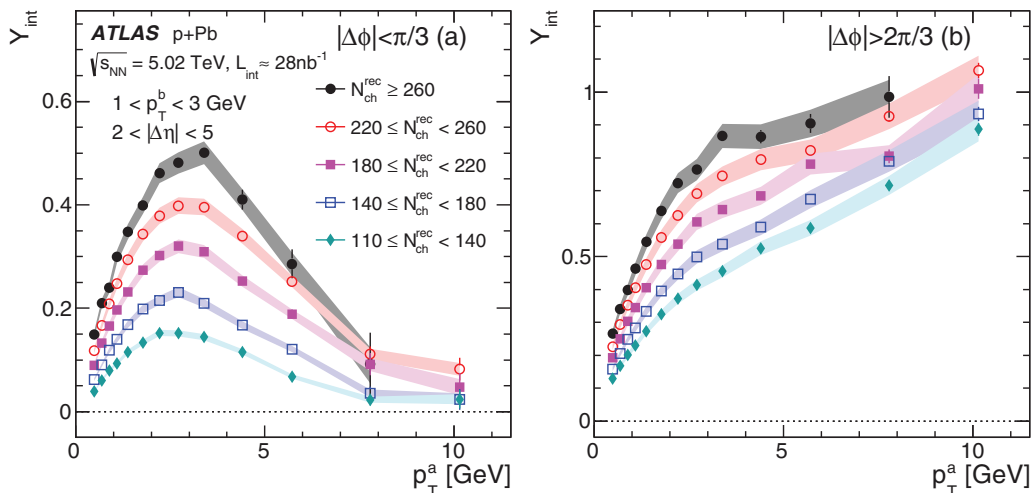 Y_int
ATLAS p+Pb
|Δϕ|<π/3 (a)
√s_NN = 5.02 TeV, L_int ≈ 28nb⁻¹
1 < p_T^b < 3 GeV
2 < |Δη| < 5
N_ch^rec ≥ 260
220 ≤ N_ch^rec < 260
180 ≤ N_ch^rec < 220
140 ≤ N_ch^rec < 180
110 ≤ N_ch^rec < 140
0.6
0.4
0.2
0
0 5 10
p_T^a [GeV]
Y_int
|Δϕ|>2π/3 (b)
1
0.5
0
0 5 10
p_T^a [GeV]